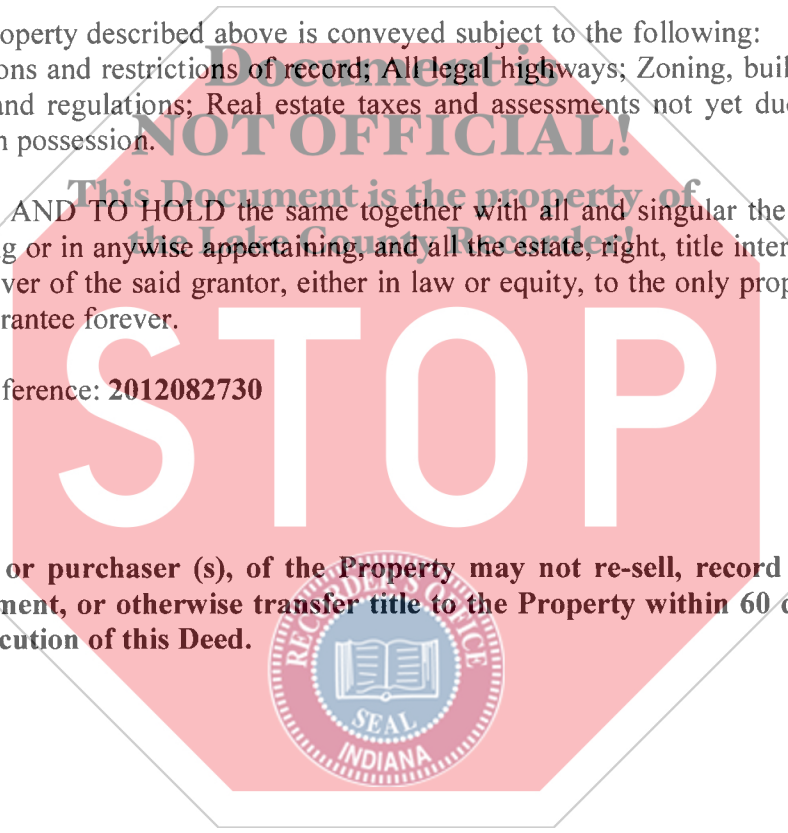 operty described above is conveyed subject to the following:
Document is
ons and restrictions of record; All legal highways; Zoning, buil
and regulations; Real estate taxes and assessments not yet du
NOT OFFICIAL!
n possession.
This Document is the property of
AND TO HOLD the same together with all and singular the
the Lake County Recorder!
g or in anywise appertaining, and all the estate, right, title inter
ver of the said grantor, either in law or equity, to the only prop
rantee forever.
STOP
ference: 2012082730
or purchaser (s), of the Property may not re-sell, record
ment, or otherwise transfer title to the Property within 60 d
cution of this Deed.
RECORDER'S OFFICE
SEAL
INDIANA